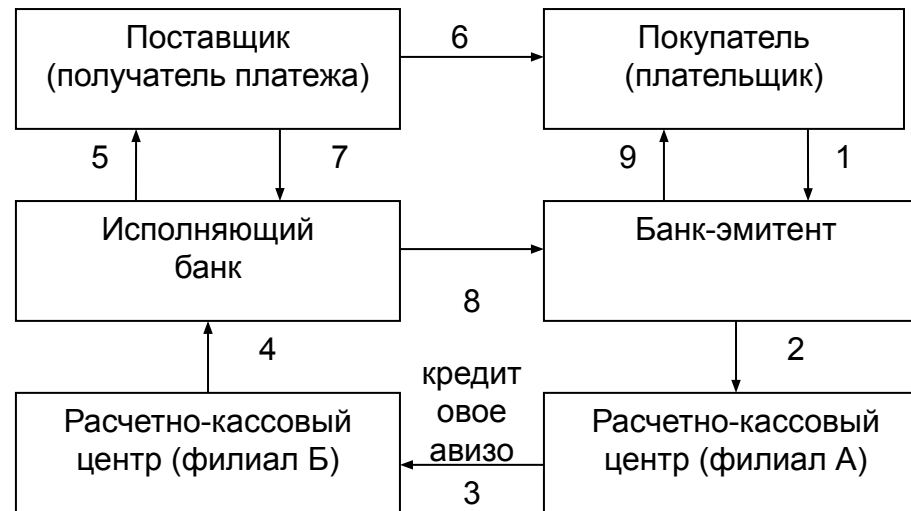 Поставщик
(получатель платежа)
6
Покупатель
(плательщик)
5
7
9
1
Исполняющий
банк
Банк-эмитент
8
4
2
кредит
овое
авизо
Расчетно-кассовый
центр (филиал Б)
Расчетно-кассовый
центр (филиал А)
3